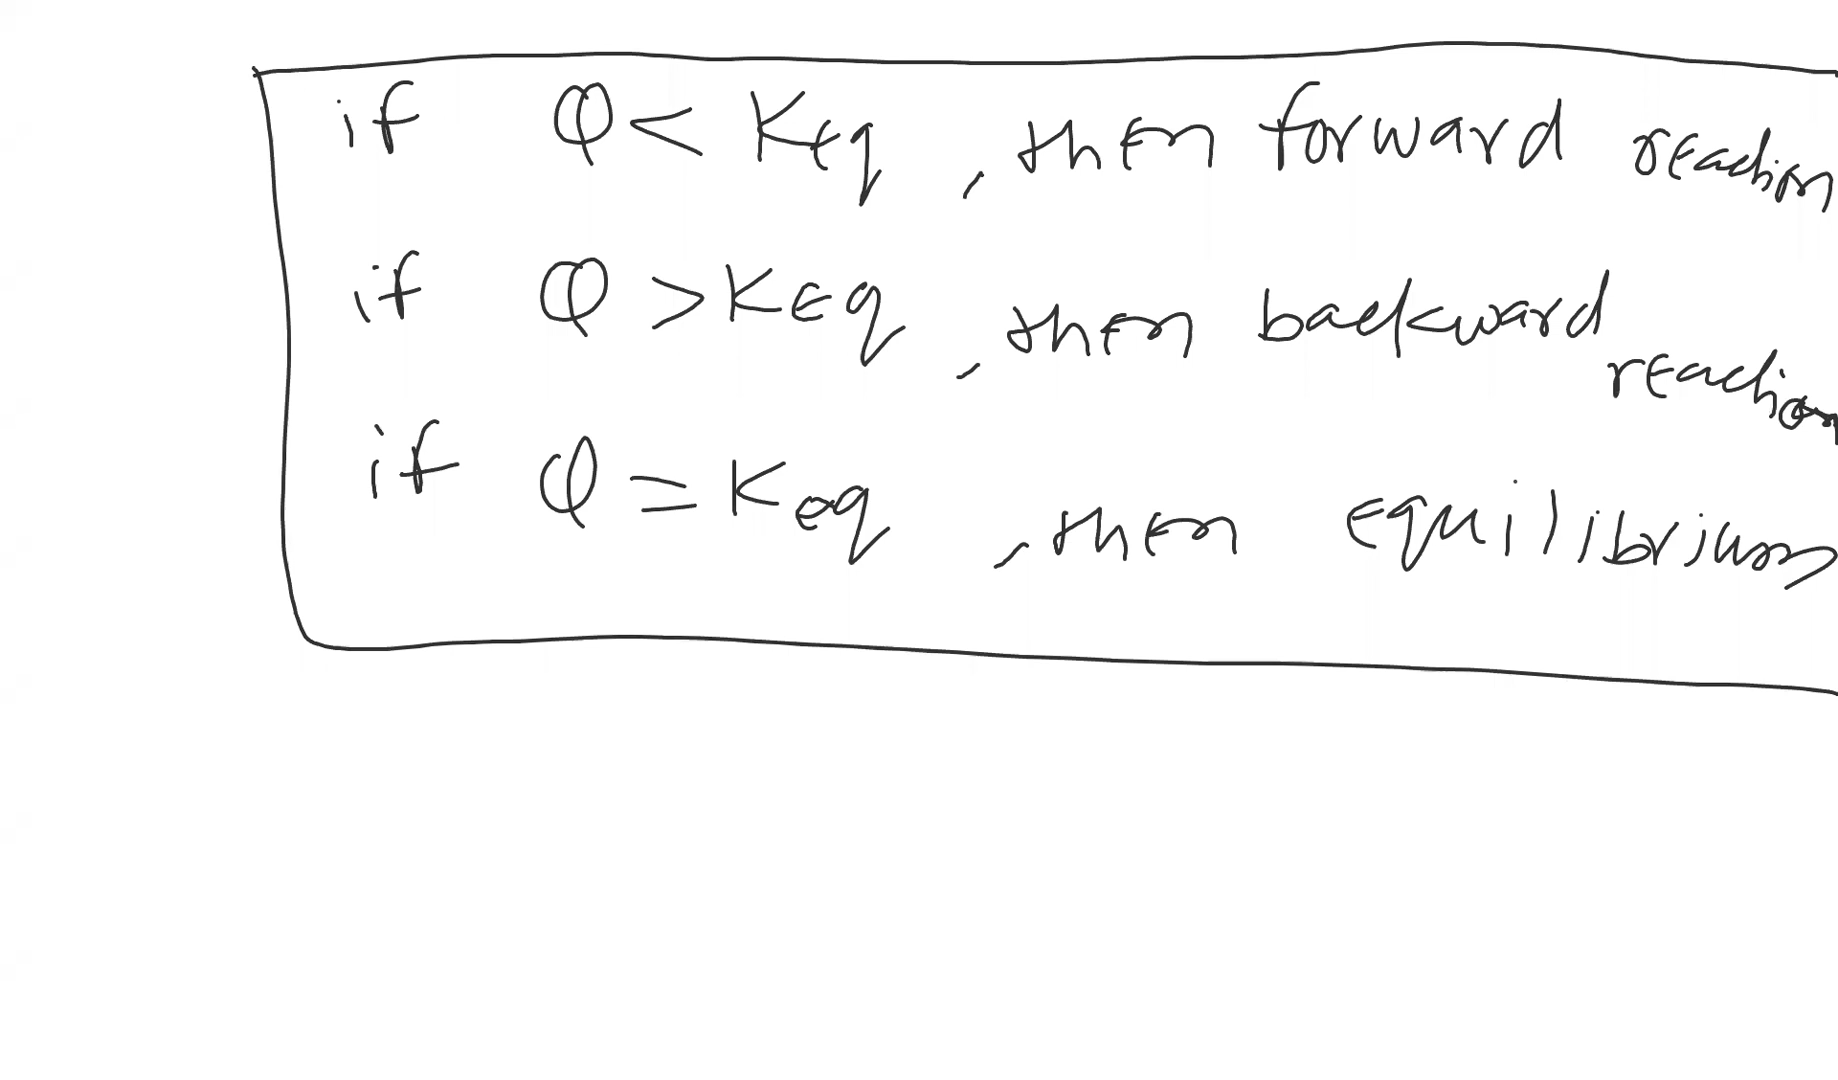 if Q < Keq , then forward reaction
if Q > Keq , then backward
reaction
if Q = Keq , then equilibrium